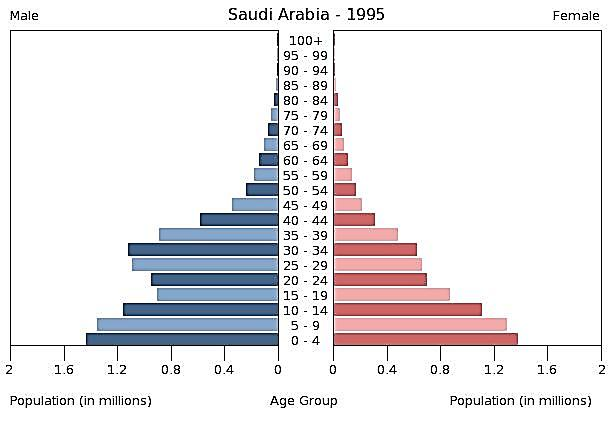 Male Saudi Arabia - 1995 Female
100+
95 - 99
90 - 94
85 - 89
80 - 84
75 - 79
70 - 74
65 - 69
60 - 64
55 - 59
50 - 54
45 - 49
40 - 44
35 - 39
30 - 34
25 - 29
20 - 24
15 - 19
10 - 14
5 - 9
0 - 4
2 1.6 1.2 0.8 0.4 0 0 0.4 0.8 1.2 1.6 2
Population (in millions) Age Group Population (in millions)